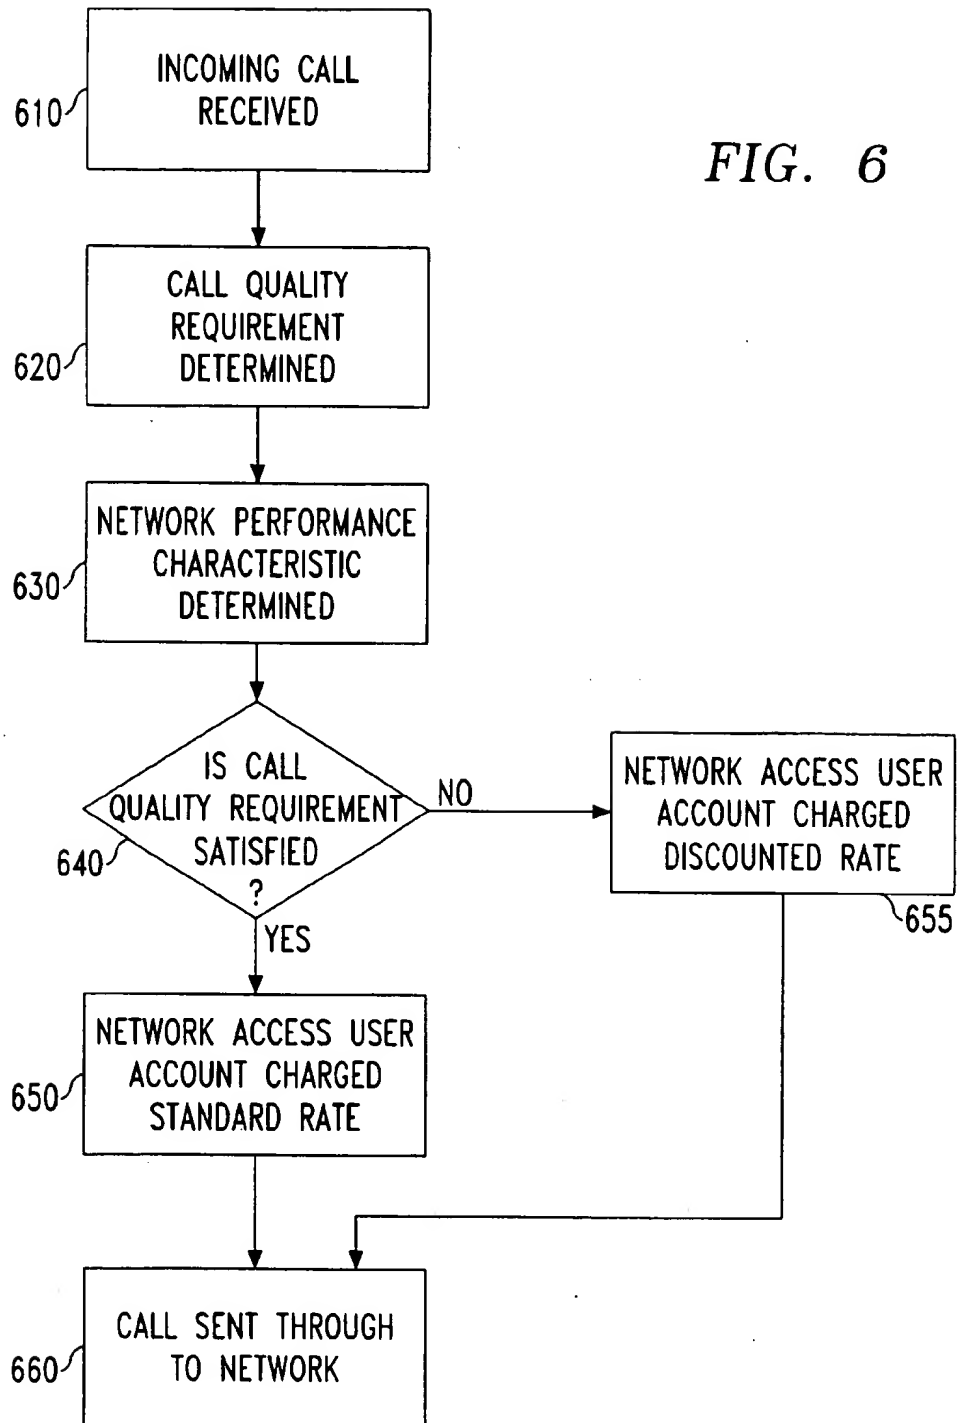 INCOMING CALL
RECEIVED
610
FIG. 6
CALL QUALITY
REQUIREMENT
DETERMINED
620
NETWORK PERFORMANCE
CHARACTERISTIC
DETERMINED
630
IS CALL
QUALITY REQUIREMENT
SATISFIED
?
640
NO
NETWORK ACCESS USER
ACCOUNT CHARGED
DISCOUNTED RATE
655
YES
NETWORK ACCESS USER
ACCOUNT CHARGED
STANDARD RATE
650
CALL SENT THROUGH
TO NETWORK
660